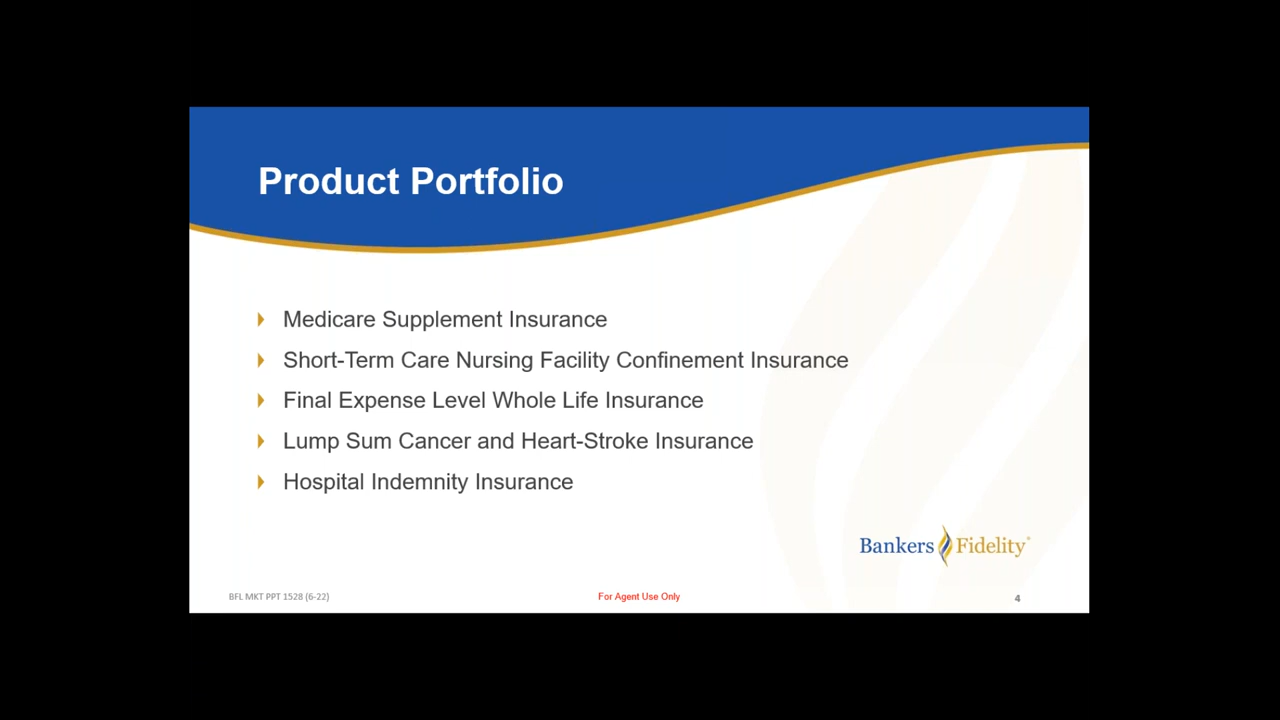 Product Portfolio
Medicare Supplement Insurance
Short-Term Care Nursing Facility Confinement Insurance
Final Expense Level Whole Life Insurance
Lump Sum Cancer and Heart-Stroke Insurance
Hospital Indemnity Insurance
Bankers Fidelity®
BFL MKT PPT 1528 (6-22)
For Agent Use Only
4